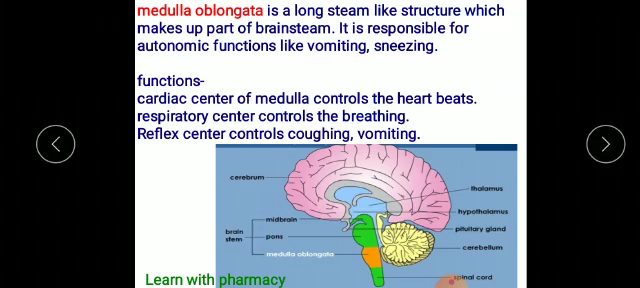 medulla oblongata is a long steam like structure which
makes up part of brainsteam. It is responsible for
autonomic functions like vomiting, sneezing.
functions-
cardiac center of medulla controls the heart beats.
respiratory center controls the breathing.
Reflex center controls coughing, vomiting.
cerebrum
thalamus
hypothalamus
midbrain
pituitary gland
brain
stem
pons
cerebellum
medulla oblongata
spinal cord
Learn with pharmacy